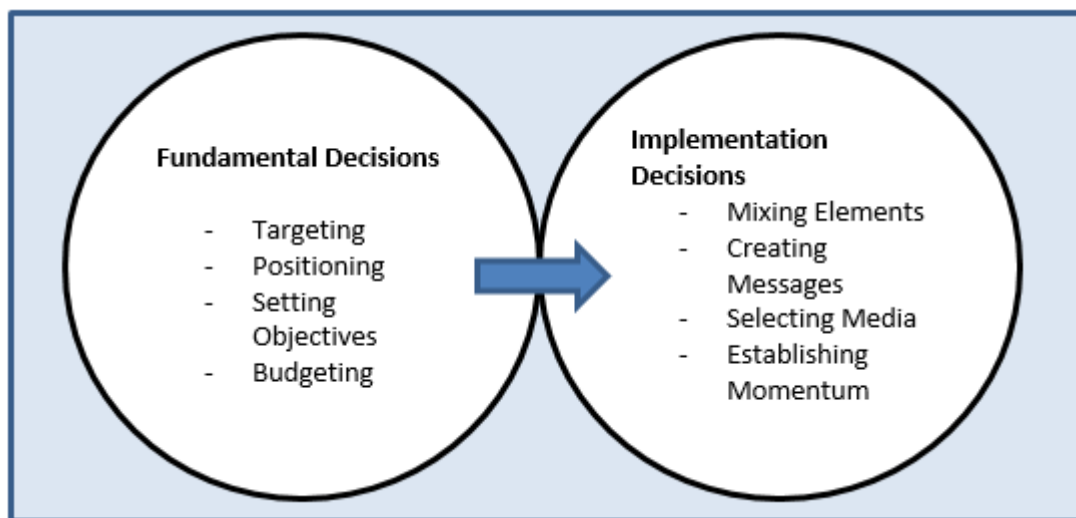 Fundamental Decisions
- Targeting
- Positioning
- Setting
Objectives
- Budgeting
Implementation
Decisions
- Mixing Elements
- Creating
Messages
- Selecting Media
- Establishing
Momentum